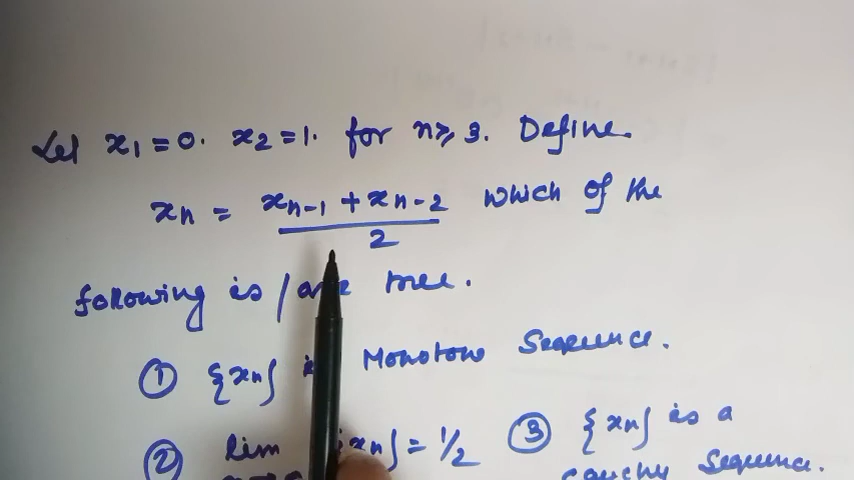 Let x₁ = 0. x₂ = 1. for n ≥ 3. Define.
xₙ = (xₙ₋₁ + xₙ₋₂)/2 which of the
following is / are true.
① {xₙ} is Monotone Sequence.
② lim {xₙ} = 1/2 ③ {xₙ} is a
Cauchy Sequence.